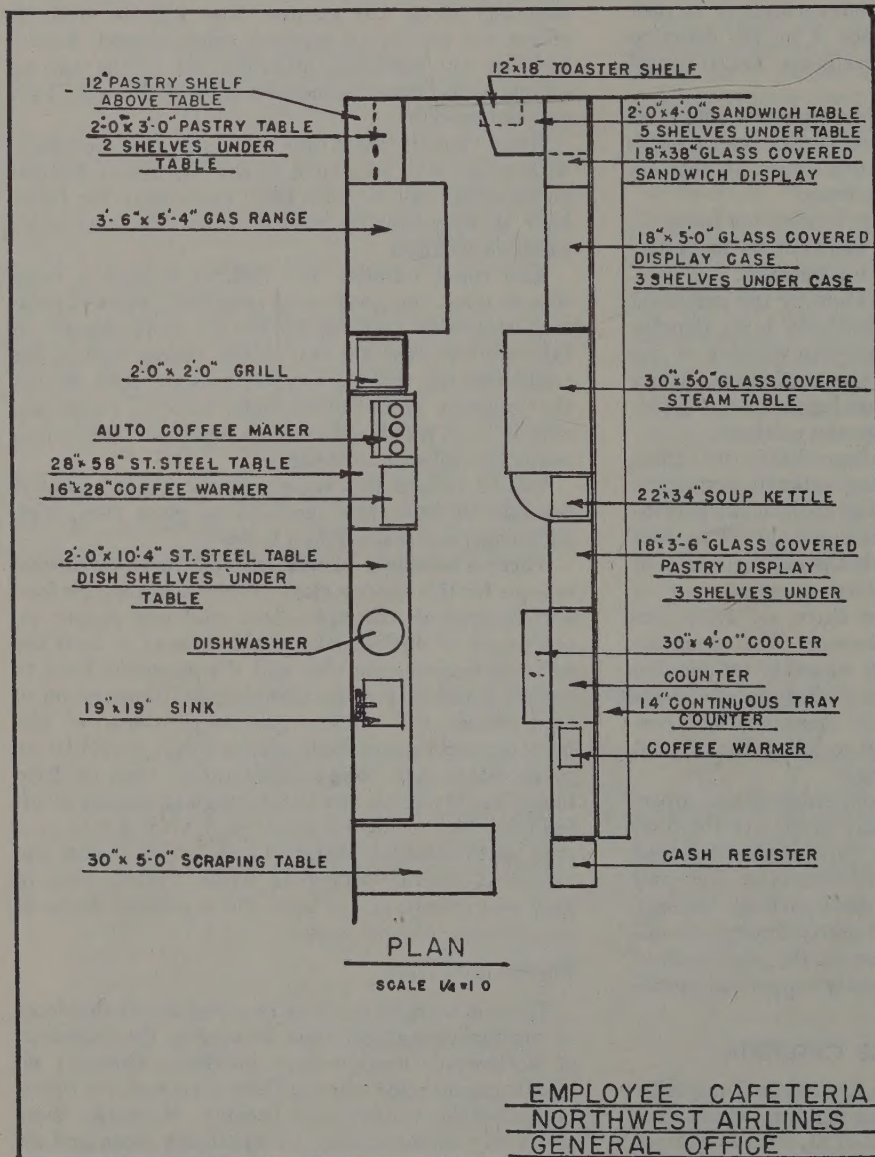 12" PASTRY SHELF
ABOVE TABLE
2'-0" x 3'-0" PASTRY TABLE
2 SHELVES UNDER
TABLE
3'-6" x 5'-4" GAS RANGE
2'-0" x 2'-0" GRILL
AUTO COFFEE MAKER
28" x 58" ST. STEEL TABLE
16" x 28" COFFEE WARMER
2'-0" x 10'-4" ST. STEEL TABLE
DISH SHELVES UNDER
TABLE
DISHWASHER
19" x 19" SINK
30" x 5'-0" SCRAPING TABLE
12" x 18" TOASTER SHELF
2'-0" x 4'-0" SANDWICH TABLE
5 SHELVES UNDER TABLE
18" x 38" GLASS COVERED
SANDWICH DISPLAY
18" x 5'-0" GLASS COVERED
DISPLAY CASE
3 SHELVES UNDER CASE
30" x 5'0" GLASS COVERED
STEAM TABLE
22" x 34" SOUP KETTLE
18" x 3'-6" GLASS COVERED
PASTRY DISPLAY
3 SHELVES UNDER
30" x 4'-0" COOLER
COUNTER
14" CONTINUOUS TRAY
COUNTER
COFFEE WARMER
CASH REGISTER
PLAN
SCALE 1/4 = 1 0
EMPLOYEE CAFETERIA
NORTHWEST AIRLINES
GENERAL OFFICE